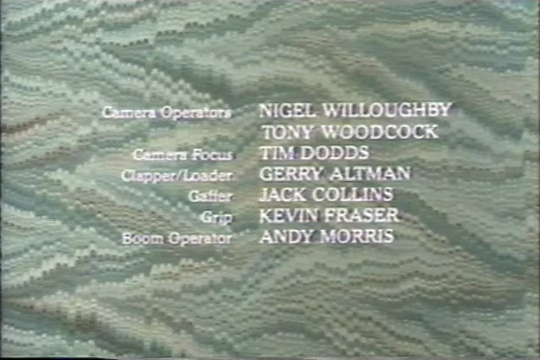 Camera Operators NIGEL WILLOUGHBY
TONY WOODCOCK
Camera Focus TIM DODDS
Clapper/Loader GERRY ALTMAN
Gaffer JACK COLLINS
Grip KEVIN FRASER
Boom Operator ANDY MORRIS